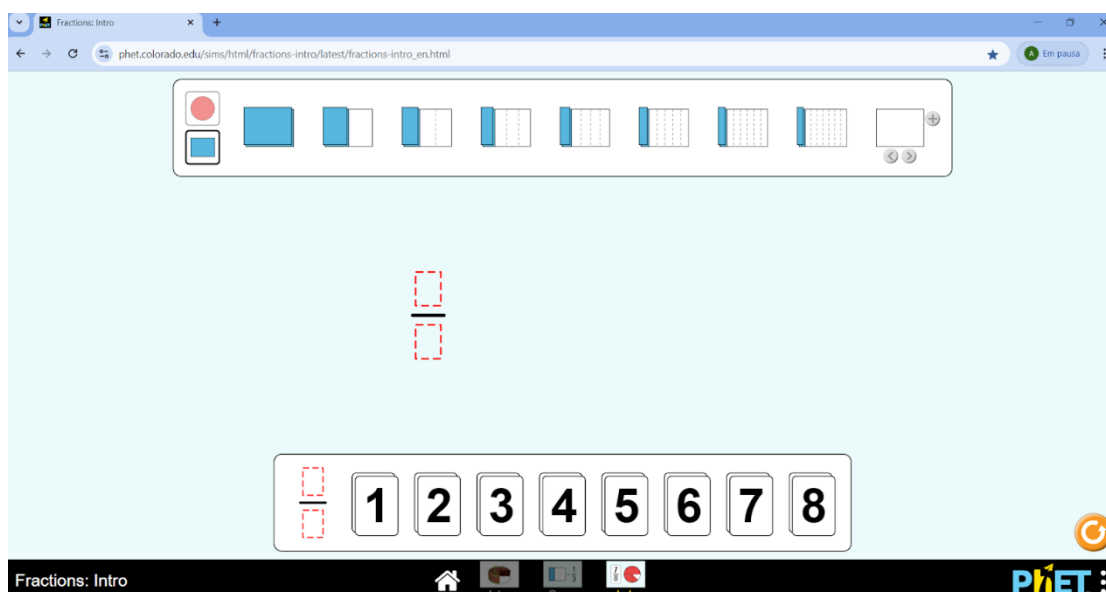 Fractions: Intro
phet.colorado.edu/sims/html/fractions-intro/latest/fractions-intro_en.html
A Em pausa
1 2 3 4 5 6 7 8
Fractions: Intro
PhET